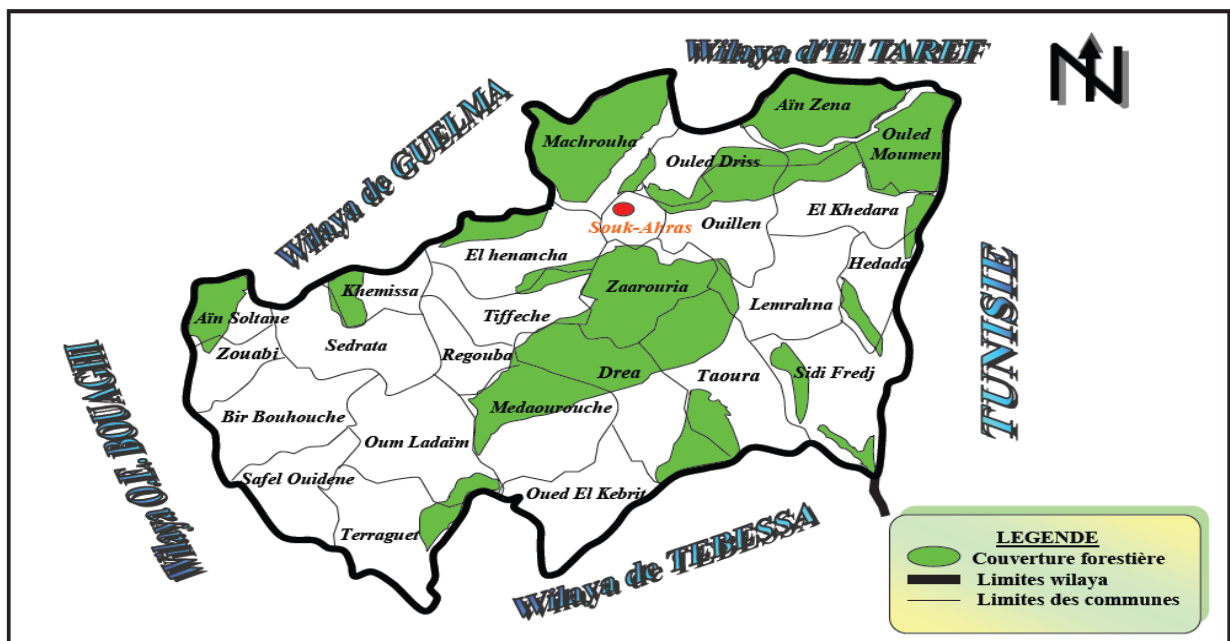 Wilaya d'El TAREF
N
Wilaya de GUELMA
Aïn Zena
Machrouha
Ouled Driss
Ouled
Moumen
Souk-Ahras
Ouillen
El Khedara
El henancha
Hedada
Khemissa
Zaarouria
Aïn Soltane
Tiffeche
Lemrahna
Zouabi
Sedrata
Regouba
Drea
Taoura
Sidi Fredj
TUNISIE
Wilaya O.E. BOUAGHI
Bir Bouhouche
Medaourouche
Oum Ladaïm
Safel Ouidene
Oued El Kebrit
Terraguet
Wilaya de TEBESSA
LEGENDE
Couverture forestière
Limites wilaya
Limites des communes